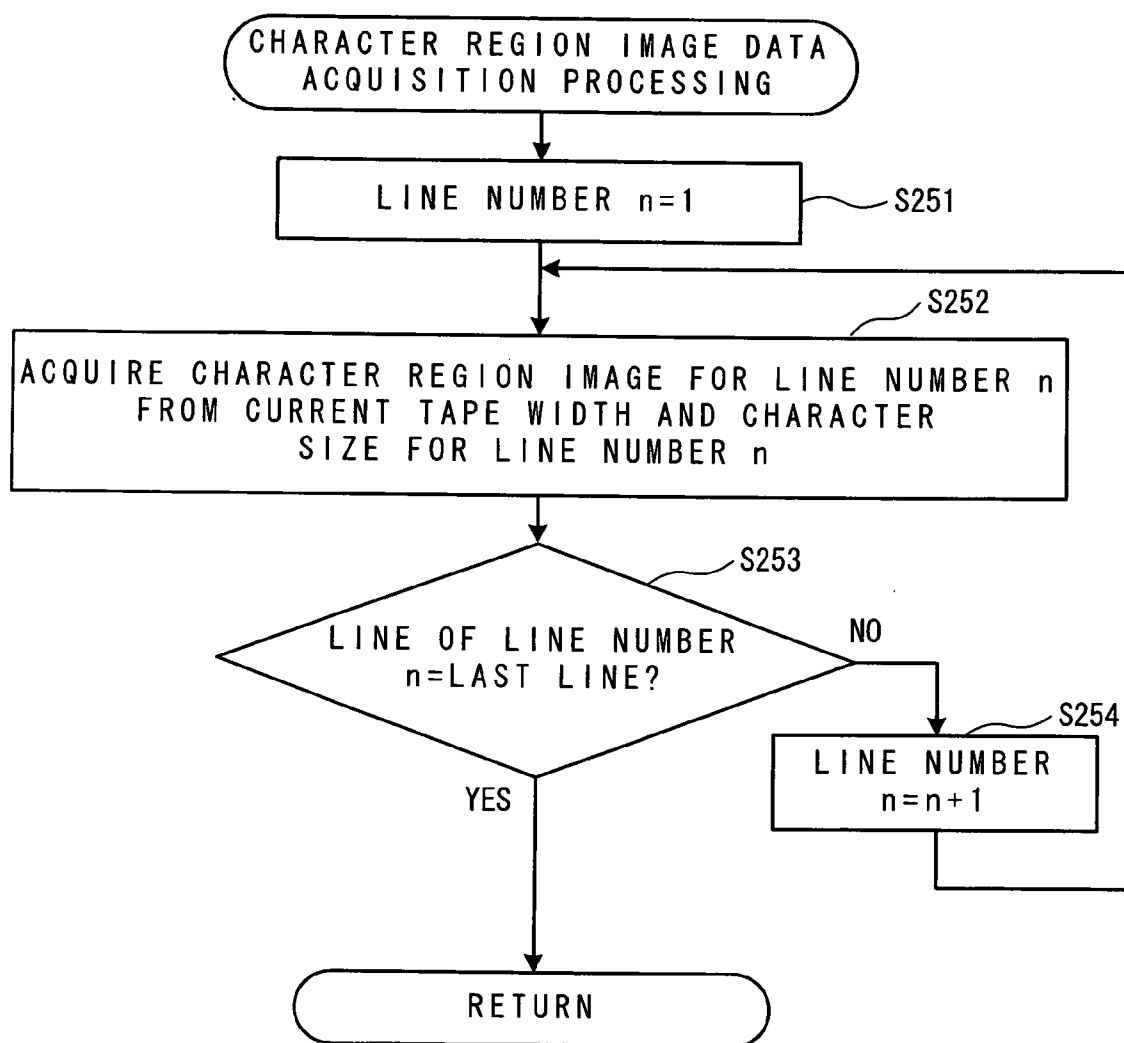 CHARACTER REGION IMAGE DATA
ACQUISITION PROCESSING
LINE NUMBER n=1
S251
S252
ACQUIRE CHARACTER REGION IMAGE FOR LINE NUMBER n
FROM CURRENT TAPE WIDTH AND CHARACTER
SIZE FOR LINE NUMBER n
S253
LINE OF LINE NUMBER
n=LAST LINE?
NO
S254
LINE NUMBER
n=n+1
YES
RETURN